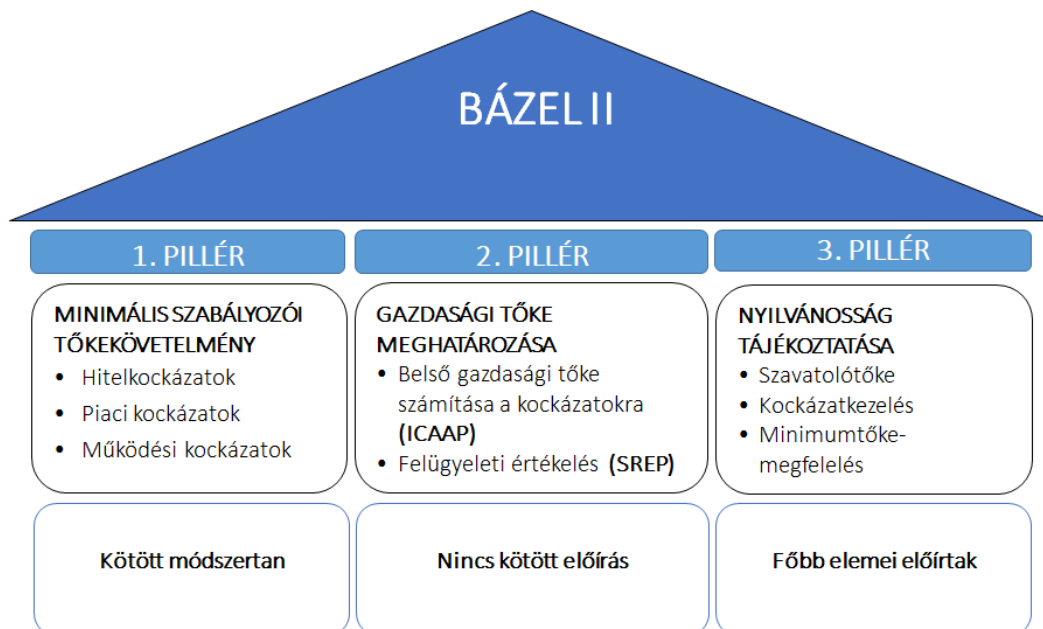 BÁZEL II
1. PILLÉR
MINIMÁLIS SZABÁLYOZÓI
TŐKEKÖVETELMÉNY
• Hitelkockázatok
• Piaci kockázatok
• Működési kockázatok
Kötött módszertan
2. PILLÉR
GAZDASÁGI TŐKE
MEGHATÁROZÁSA
• Belső gazdasági tőke
számítása a kockázatokra
(ICAAP)
• Felügyeleti értékelés (SREP)
Nincs kötött előírás
3. PILLÉR
NYILVÁNOSSÁG
TÁJÉKOZTATÁSA
• Szavatolótőke
• Kockázatkezelés
• Minimumtőke-
megfelelés
Főbb elemei előírtak